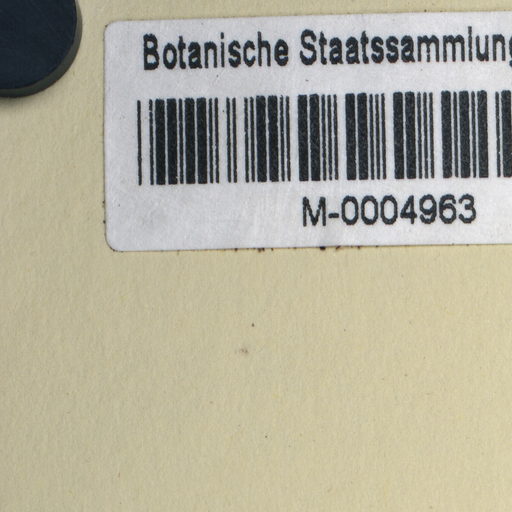 Botanische Staatssammlung
M-0004963